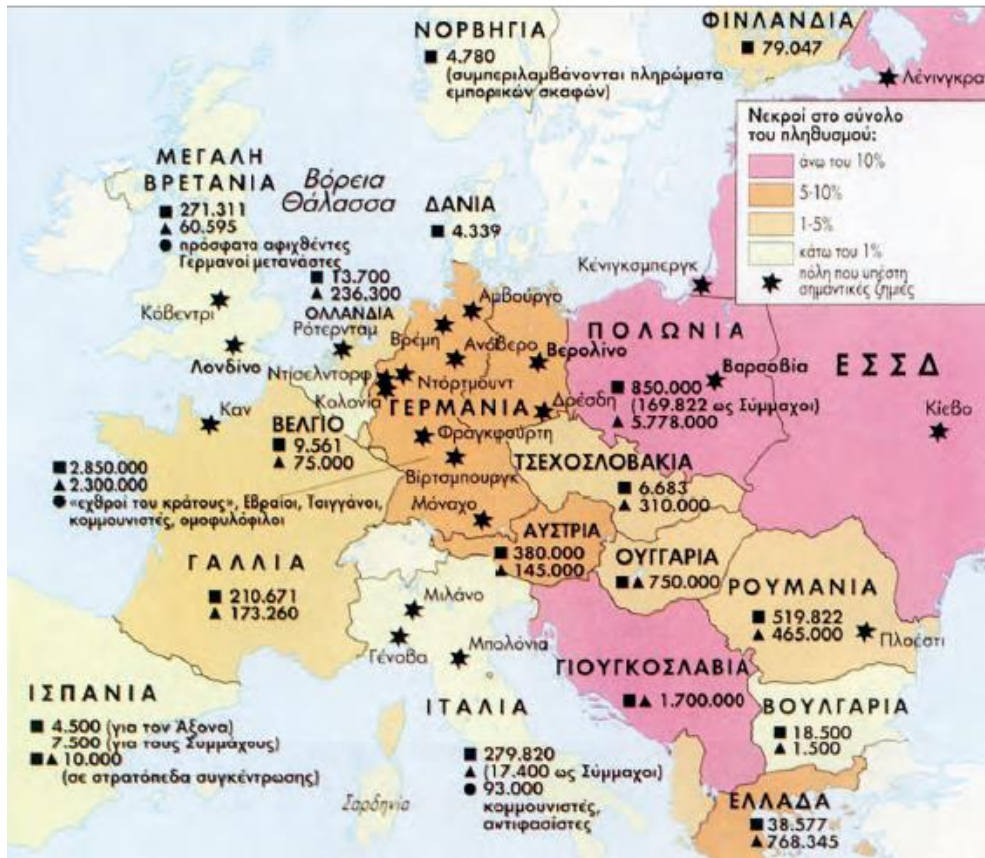 ΝΟΡΒΗΓΙΑ
■ 4.780
(συμπεριλαμβάνονται πληρώματα
εμπορικών σκαφών)
ΦΙΝΛΑΝΔΙΑ
■ 79.047
Λένινγκρα
Νεκροί στο σύνολο
του πληθυσμού:
άνω του 10%
5-10%
1-5%
κάτω του 1%
πόλη που υπέστη
σημαντικές ζημιές
ΜΕΓΑΛΗ
ΒΡΕΤΑΝΙΑ
■ 271.311
▲ 60.595
● πρόσφατα αφιχθέντες
Γερμανοί μετανάστες
Βόρεια
Θάλασσα
ΔΑΝΙΑ
■ 4.339
■ 13.700
▲ 236.300
ΟΛΛΑΝΔΙΑ
Ρότερνταμ
Κόβεντρι
Λονδίνο
Καν
Αμβούργο
Βρέμη
Ανόβερο
Βερολίνο
Ντίσελντορφ
Ντόρτμουντ
Κολωνία
ΓΕΡΜΑΝΙΑ
Δρέσδη
Φραγκφούρτη
Βίρτσμπουργκ
Μόναχο
Κένιγκσμπεργκ
ΠΟΛΩΝΙΑ
Βαρσοβία
■ 850.000
(169.822 ως Σύμμαχοι)
▲ 5.778.000
ΕΣΣΔ
Κίεβο
ΒΕΛΓΙΟ
■ 9.561
▲ 75.000
■ 2.850.000
▲ 2.300.000
● «εχθροί του κράτους», Εβραίοι, Τσιγγάνοι,
κομμουνιστές, ομοφυλόφιλοι
ΤΣΕΧΟΣΛΟΒΑΚΙΑ
■ 6.683
▲ 310.000
ΑΥΣΤΡΙΑ
■ 380.000
▲ 145.000
ΟΥΓΓΑΡΙΑ
■ ▲ 750.000
ΡΟΥΜΑΝΙΑ
■ 519.822
▲ 465.000
Πλοέστι
ΓΑΛΛΙΑ
■ 210.671
▲ 173.260
Μιλάνο
Γένοβα
Μπολόνια
ΓΙΟΥΓΚΟΣΛΑΒΙΑ
■ ▲ 1.700.000
ΒΟΥΛΓΑΡΙΑ
■ 18.500
▲ 1.500
ΙΣΠΑΝΙΑ
■ 4.500 (για τον Άξονα)
7.500 (για τους Συμμάχους)
■ ▲ 10.000
(σε στρατόπεδα συγκέντρωσης)
ΙΤΑΛΙΑ
■ 279.820
▲ (17.400 ως Σύμμαχοι)
● 93.000
κομμουνιστές,
αντιφασίστες
Σαρδηνία
ΕΛΛΑΔΑ
■ 38.577
▲ 768.345